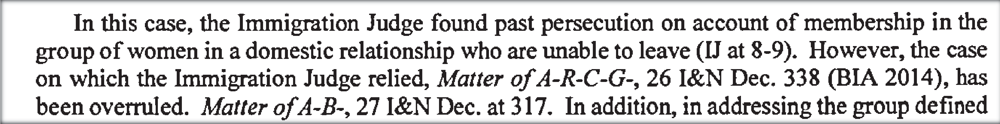 In this case, the Immigration Judge found past persecution on account of membership in the
group of women in a domestic relationship who are unable to leave (IJ at 8-9). However, the case
on which the Immigration Judge relied, Matter of A-R-C-G-, 26 I&N Dec. 338 (BIA 2014), has
been overruled. Matter of A-B-, 27 I&N Dec. at 317. In addition, in addressing the group defined